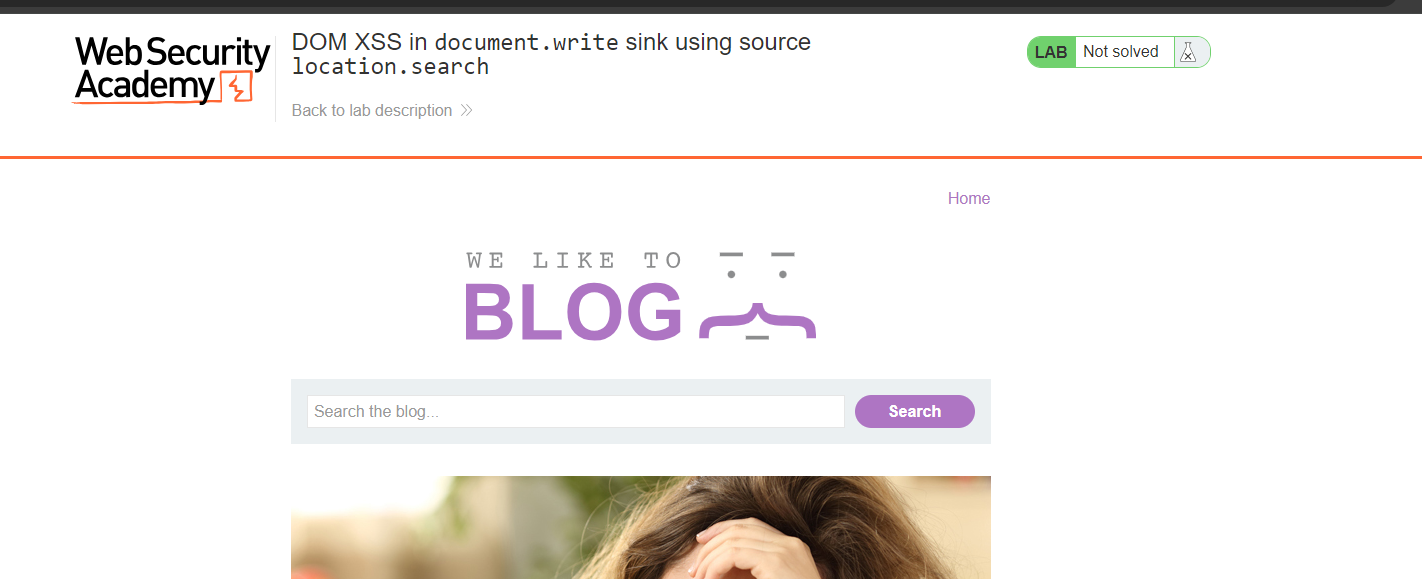 Web Security
Academy
DOM XSS in document.write sink using source
location.search
Back to lab description
LAB Not solved
Home
WE LIKE TO
BLOG
Search the blog...
Search